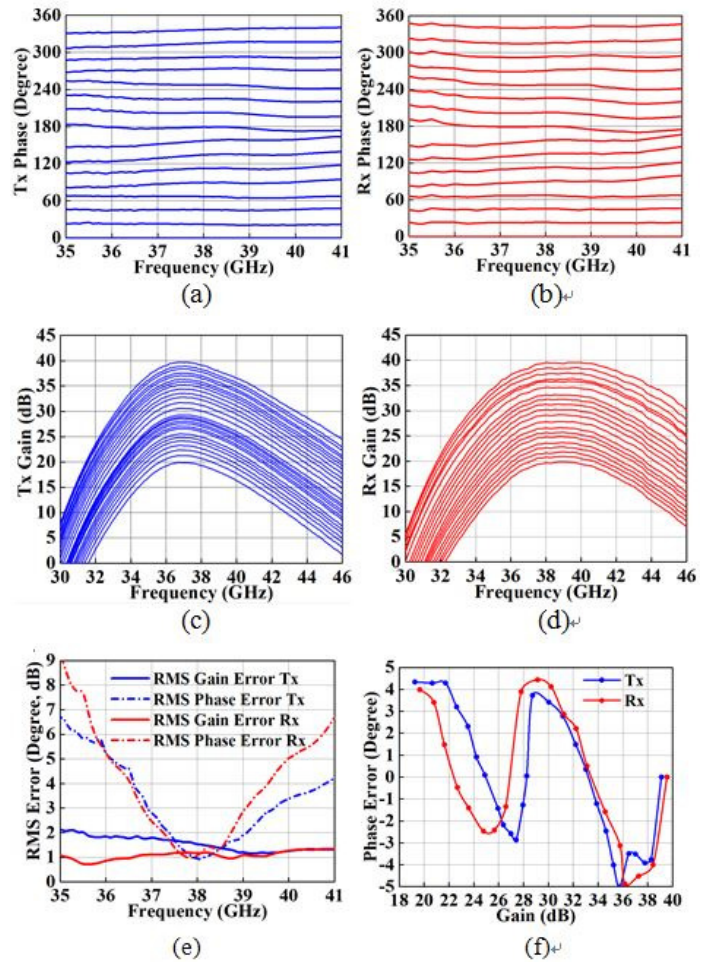 360
300
240
180
120
60
0
Tx Phase (Degree)
35 36 37 38 39 40 41
Frequency (GHz)
(a)
360
300
240
180
120
60
0
Rx Phase (Degree)
35 36 37 38 39 40 41
Frequency (GHz)
(b)
45
40
35
30
25
20
15
10
5
0
Tx Gain (dB)
30 32 34 36 38 40 42 44 46
Frequency (GHz)
(c)
45
40
35
30
25
20
15
10
5
0
Rx Gain (dB)
30 32 34 36 38 40 42 44 46
Frequency (GHz)
(d)
9
8
7
6
5
4
3
2
1
0
RMS Error (Degree, dB)
RMS Gain Error Tx
RMS Phase Error Tx
RMS Gain Error Rx
RMS Phase Error Rx
35 36 37 38 39 40 41
Frequency (GHz)
(e)
5
4
3
2
1
0
-1
-2
-3
-4
-5
Phase Error (Degree)
Tx
Rx
18 20 22 24 26 28 30 32 34 36 38 40
Gain (dB)
(f)